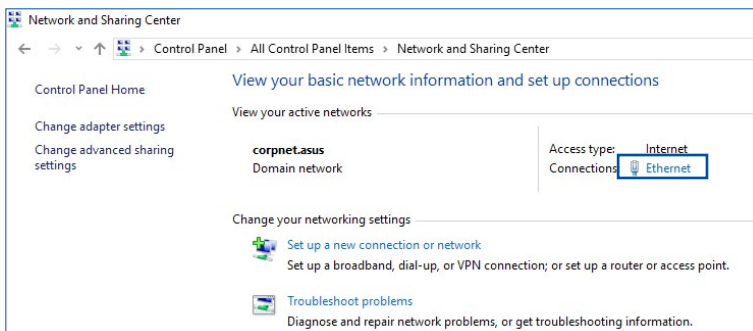 Network and Sharing Center
Control Panel > All Control Panel Items > Network and Sharing Center
Control Panel Home
Change adapter settings
Change advanced sharing
settings
View your basic network information and set up connections
View your active networks
corpnet.asus
Domain network
Access type: Internet
Connections Ethernet
Change your networking settings
Set up a new connection or network
Set up a broadband, dial-up, or VPN connection; or set up a router or access point.
Troubleshoot problems
Diagnose and repair network problems, or get troubleshooting information.